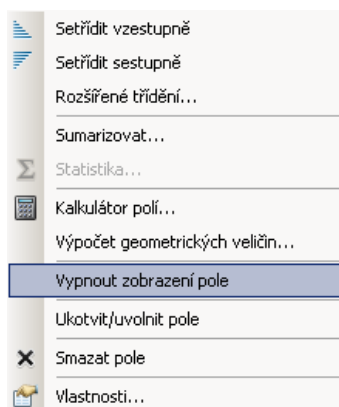 Setřídit vzestupně
Setřídit sestupně
Rozšířené třídění...
Sumarizovat...
Statistika...
Kalkulátor polí...
Výpočet geometrických veličin...
Vypnout zobrazení pole
Ukotvit/uvolnit pole
Smazat pole
Vlastnosti...